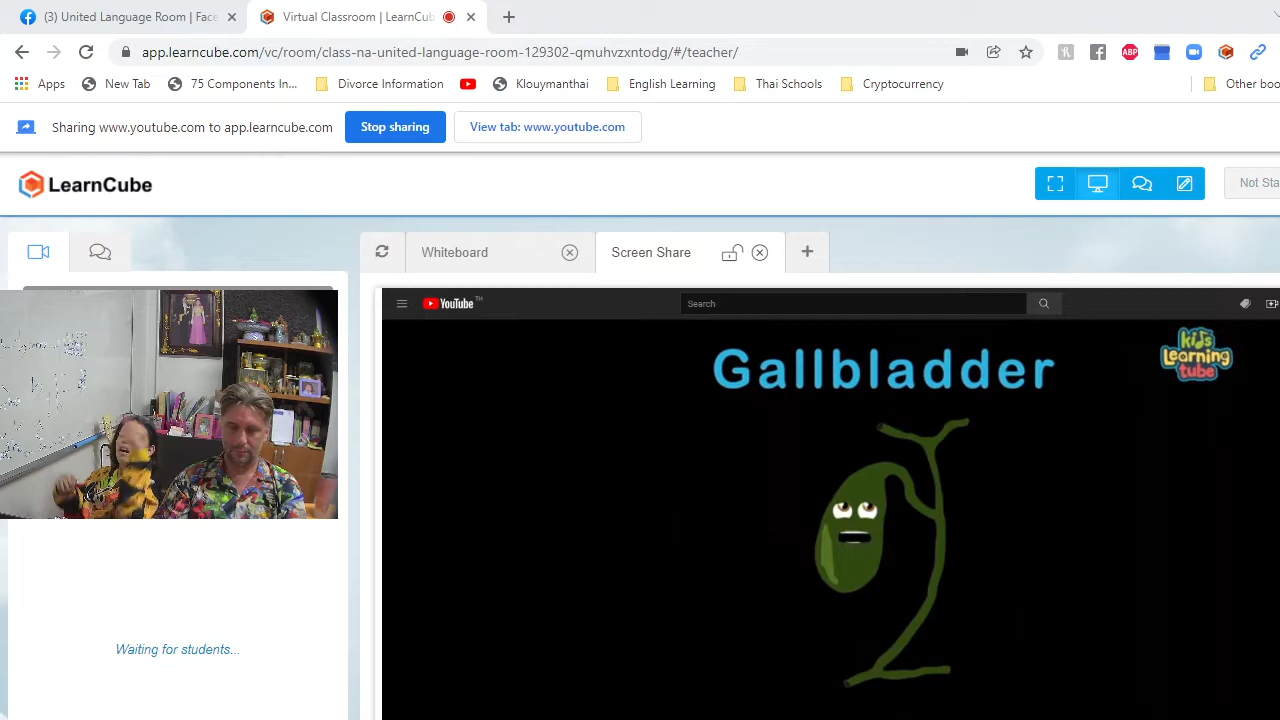 (3) United Language Room | Face
Virtual Classroom | LearnCub
app.learncube.com/vc/room/class-na-united-language-room-129302-qmuhvzxntodg/#/teacher/
ABP
Apps
New Tab
75 Components In...
Divorce Information
Klouymanthai
English Learning
Thai Schools
Cryptocurrency
Other boo
Sharing www.youtube.com to app.learncube.com
Stop sharing
View tab: www.youtube.com
LearnCube
Not Sta
Whiteboard
Screen Share
YouTube TH
Search
Gallbladder
kids
Learning
tube
Waiting for students...